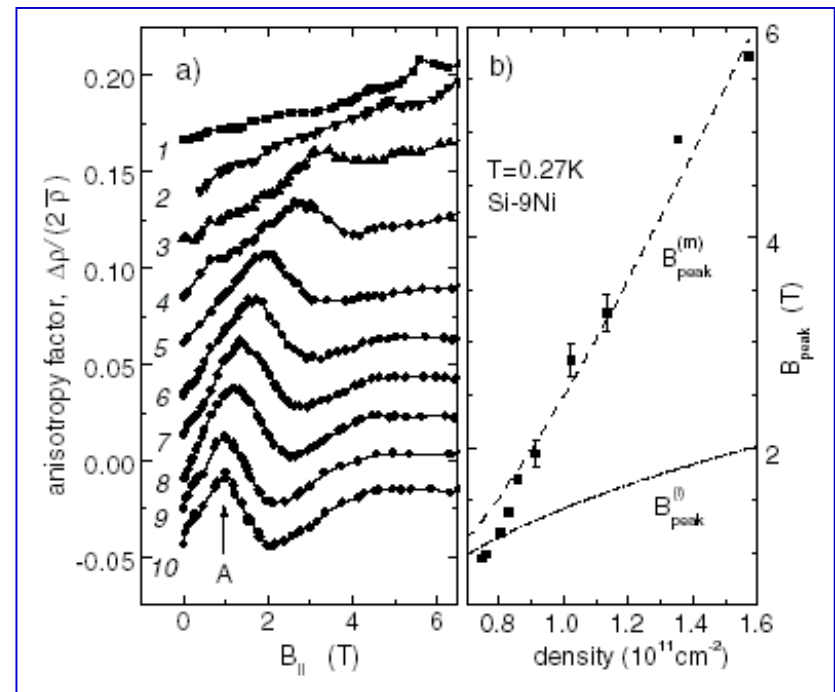 a)
anisotropy factor, Δρ/(2 ρ̄)
0.20
0.15
0.10
0.05
0.00
-0.05
1
2
3
4
5
6
7
8
9
10
A
0
2
4
6
B|| (T)
b)
T=0.27K
Si-9Ni
B(m)peak
B(l)peak
6
4
2
Bpeak (T)
0.8
1.0
1.2
1.4
1.6
density (10¹¹cm⁻²)